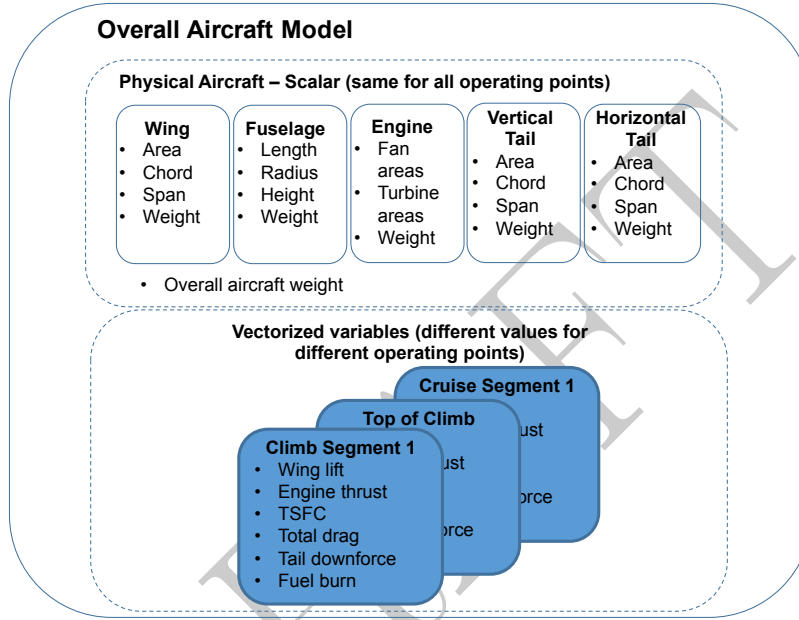 Overall Aircraft Model
Physical Aircraft – Scalar (same for all operating points)
Wing
• Area
• Chord
• Span
• Weight
Fuselage
• Length
• Radius
• Height
• Weight
Engine
• Fan
areas
• Turbine
areas
• Weight
Vertical
Tail
• Area
• Chord
• Span
• Weight
Horizontal
Tail
• Area
• Chord
• Span
• Weight
• Overall aircraft weight
Vectorized variables (different values for
different operating points)
Cruise Segment 1
Top of Climb
Climb Segment 1
• Wing lift
• Engine thrust
• TSFC
• Total drag
• Tail downforce
• Fuel burn